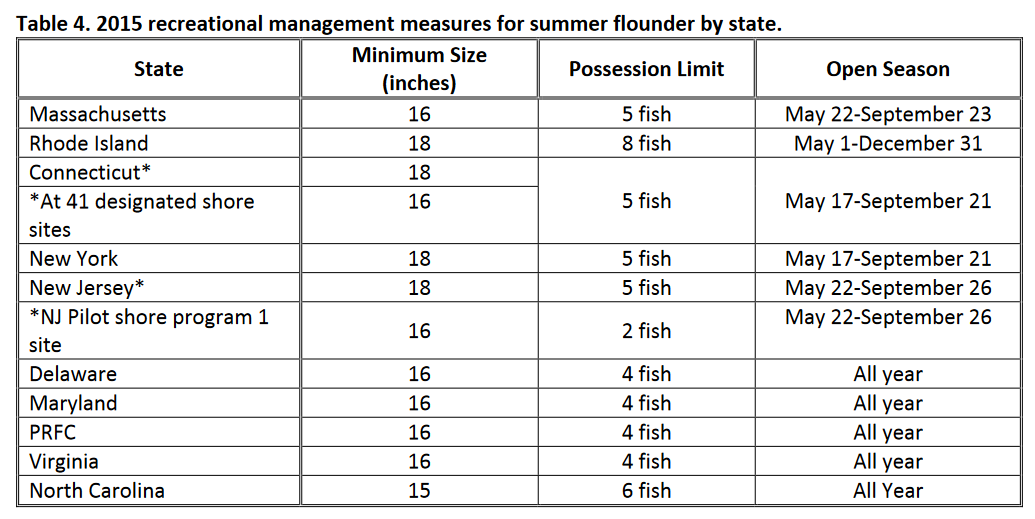 Table 4. 2015 recreational management measures for summer flounder by state.
State Minimum Size (inches) Possession Limit Open Season
Massachusetts 16 5 fish May 22-September 23
Rhode Island 18 8 fish May 1-December 31
Connecticut* 18
*At 41 designated shore sites 16 5 fish May 17-September 21
New York 18 5 fish May 17-September 21
New Jersey* 18 5 fish May 22-September 26
*NJ Pilot shore program 1 site 16 2 fish May 22-September 26
Delaware 16 4 fish All year
Maryland 16 4 fish All year
PRFC 16 4 fish All year
Virginia 16 4 fish All year
North Carolina 15 6 fish All Year